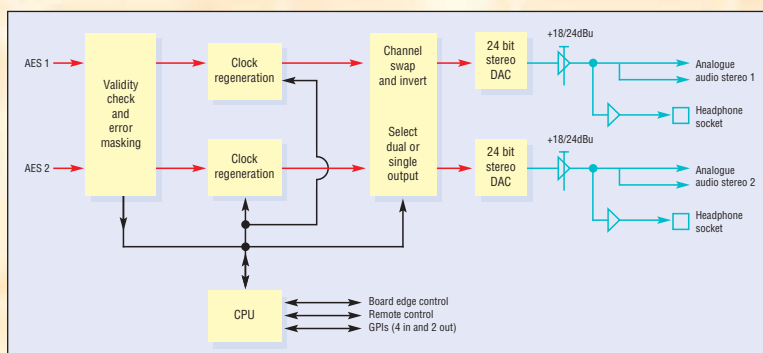 +18/24dBu
AES 1
Validity
check
and
error
masking
Clock
regeneration
Channel
swap
and invert
24 bit
stereo
DAC
Analogue
audio stereo 1
Headphone
socket
AES 2
Clock
regeneration
Select
dual or
single
output
24 bit
stereo
DAC
+18/24dBu
Analogue
audio stereo 2
Headphone
socket
CPU
Board edge control
Remote control
GPIs (4 in and 2 out)